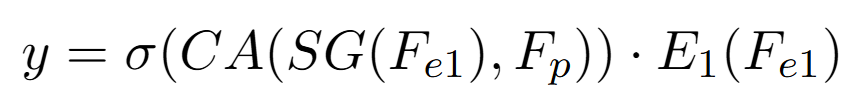 y = σ(CA(SG(F_{e1}), F_p)) · E_1(F_{e1})